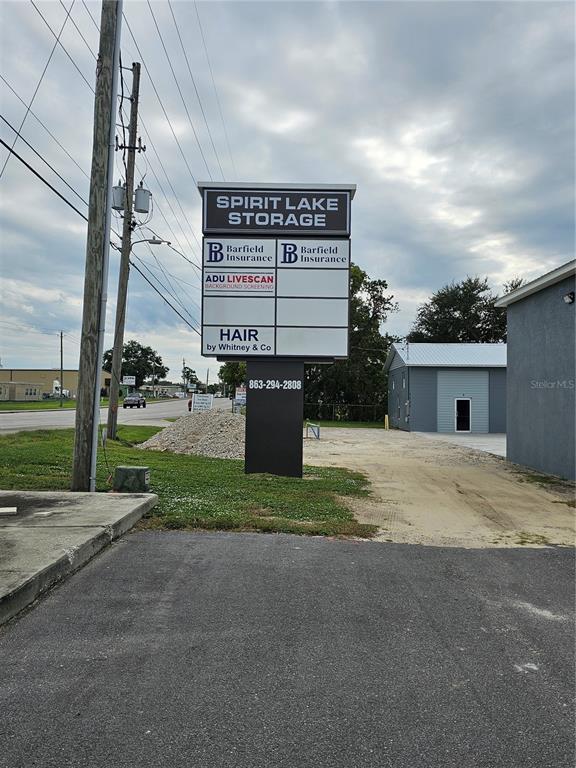 SPIRIT LAKE
STORAGE
B Barfield
Insurance
B Barfield
Insurance
ADU LIVESCAN
BACKGROUND SCREENING
HAIR
by Whitney & Co
863-294-2808
Stellar MLS